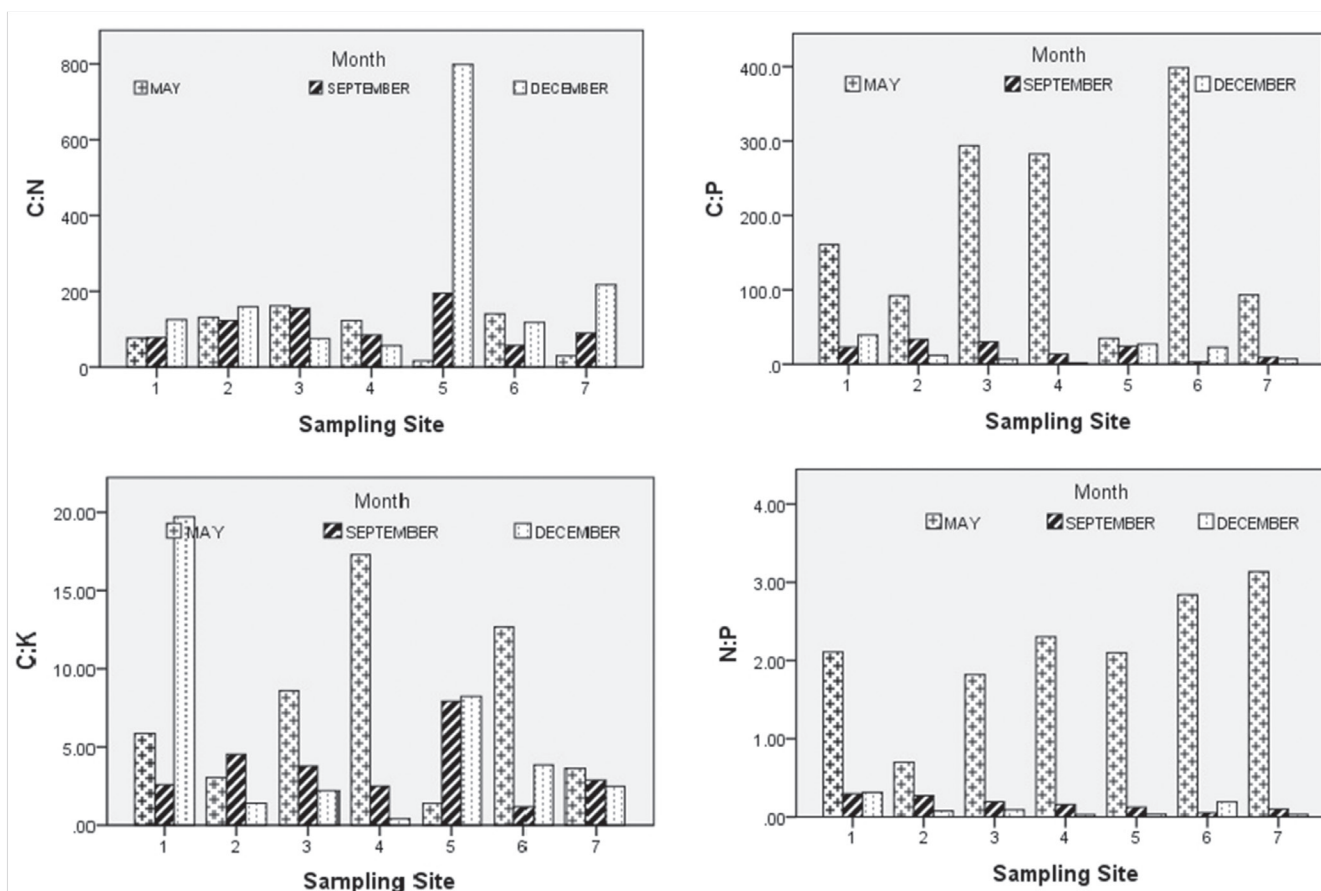 Month
MAY SEPTEMBER DECEMBER
800
600
400
200
0
C:N
1 2 3 4 5 6 7
Sampling Site
Month
MAY SEPTEMBER DECEMBER
400.0
300.0
200.0
100.0
.0
C:P
1 2 3 4 5 6 7
Sampling Site
Month
MAY SEPTEMBER DECEMBER
20.00
15.00
10.00
5.00
.00
C:K
1 2 3 4 5 6 7
Sampling Site
Month
MAY SEPTEMBER DECEMBER
4.00
3.00
2.00
1.00
.00
N:P
1 2 3 4 5 6 7
Sampling Site